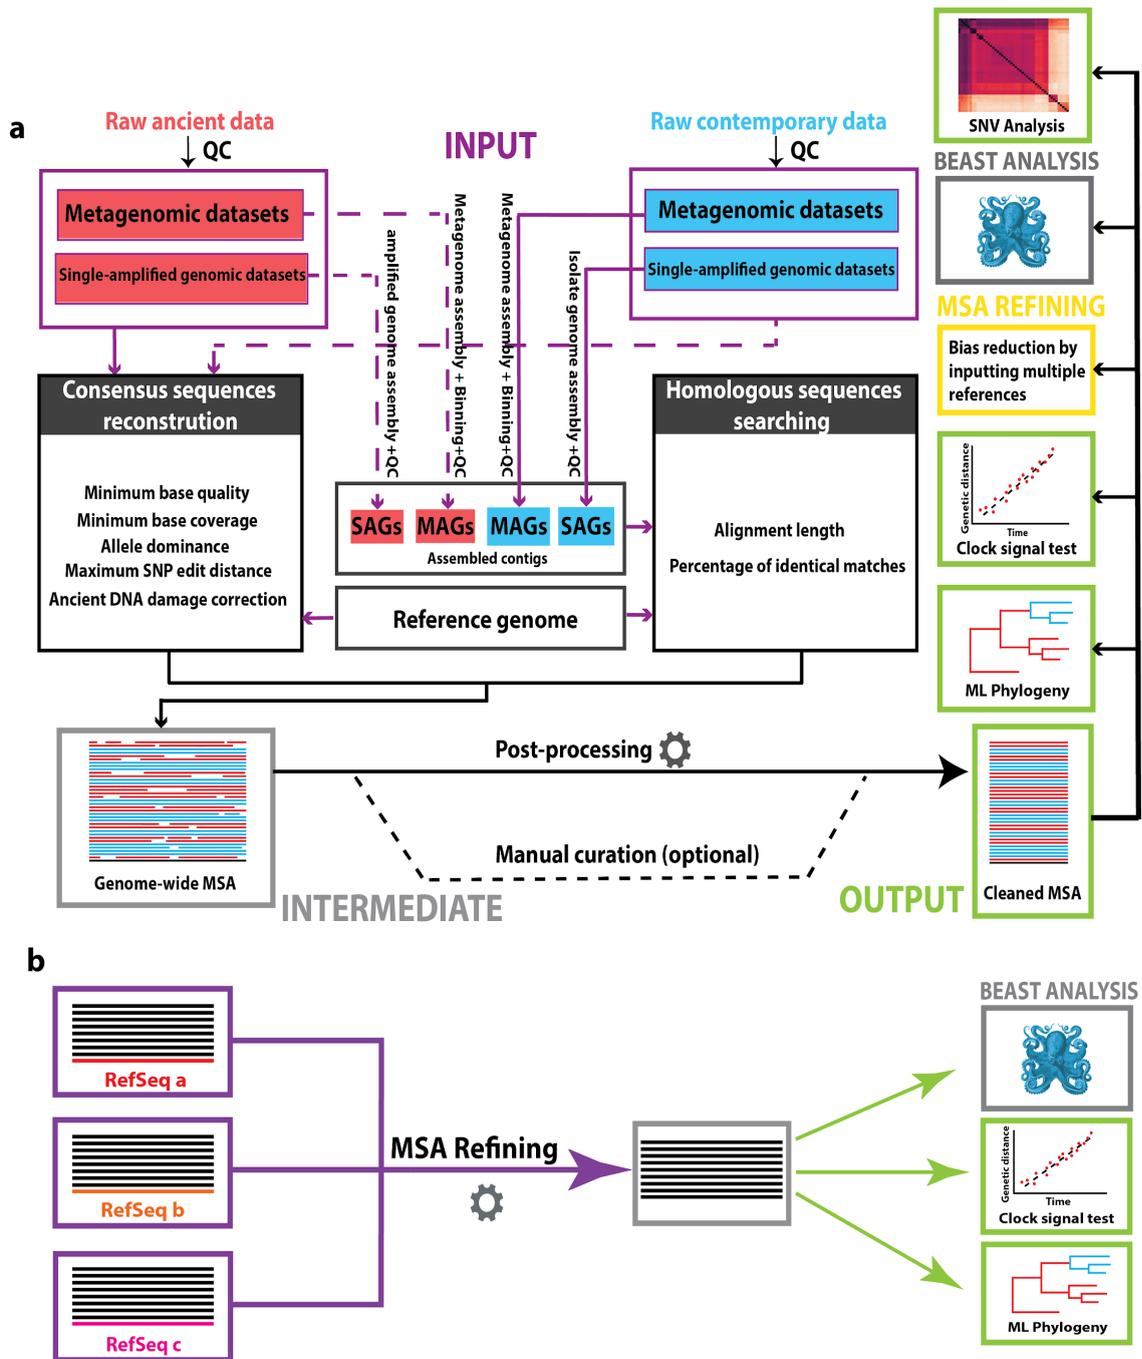 a
Raw ancient data
QC
INPUT
Raw contemporary data
QC
Metagenomic datasets
Single-amplified genomic datasets
amplified genome assembly +QC
Metagenome assembly + Binning+QC
Metagenome assembly + Binning+QC
Isolate genome assembly +QC
Metagenomic datasets
Single-amplified genomic datasets
Consensus sequences
reconstrution
Minimum base quality
Minimum base coverage
Allele dominance
Maximum SNP edit distance
Ancient DNA damage correction
SAGs
MAGs
MAGs
SAGs
Assembled contigs
Reference genome
Homologous sequences
searching
Alignment length
Percentage of identical matches
Genome-wide MSA
INTERMEDIATE
Post-processing
Manual curation (optional)
OUTPUT
Cleaned MSA
SNV Analysis
BEAST ANALYSIS
MSA REFINING
Bias reduction by
inputting multiple
references
Genetic distance
Time
Clock signal test
ML Phylogeny
b
RefSeq a
RefSeq b
RefSeq c
MSA Refining
BEAST ANALYSIS
Genetic distance
Time
Clock signal test
ML Phylogeny